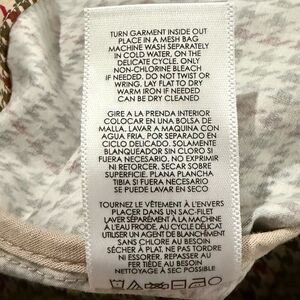 TURN GARMENT INSIDE OUT
PLACE IN A MESH BAG
MACHINE WASH SEPARATELY
IN COLD WATER, ON THE
DELICATE CYCLE. ONLY
NON-CHLORINE BLEACH
IF NEEDED. DO NOT TWIST OR
WRING, LAY FLAT TO DRY
WARM IRON IF NEEDED
CAN BE DRY CLEANED
GIRE A LA PRENDA INTERIOR
COLOCAR EN UNA BOLSA DE
MALLA. LAVAR A MAQUINA CON
AGUA FRIA, POR SEPARADO EN
CICLO DELICADO. SOLAMENTE
BLANQUEADOR SIN CLORO SI
FUERA NECESARIO. NO EXPRIMIR
NI RETORCER. SECAR SOBRE
SUPERFICIE. PLANA PLANCHA
TIBIA SI FUERA NECESARIO
SE PUEDE LAVAR EN SECO
TOURNEZ LE VÊTEMENT À L'ENVERS
PLACER DANS UN SAC-FILET
LAVER SÉPARÉMENT À LA MACHINE
À L'EAU FROIDE, AU CYCLE DÉLICAT
UTILISER UN AGENT DE BLANCHIMENT
SANS CHLORE AU BESOIN
SÉCHER À PLAT, NE PAS TORDRE
NI ESSORER. REPASSER AU
FER TIÈDE AU BESOIN
NETTOYAGE À SEC POSSIBLE